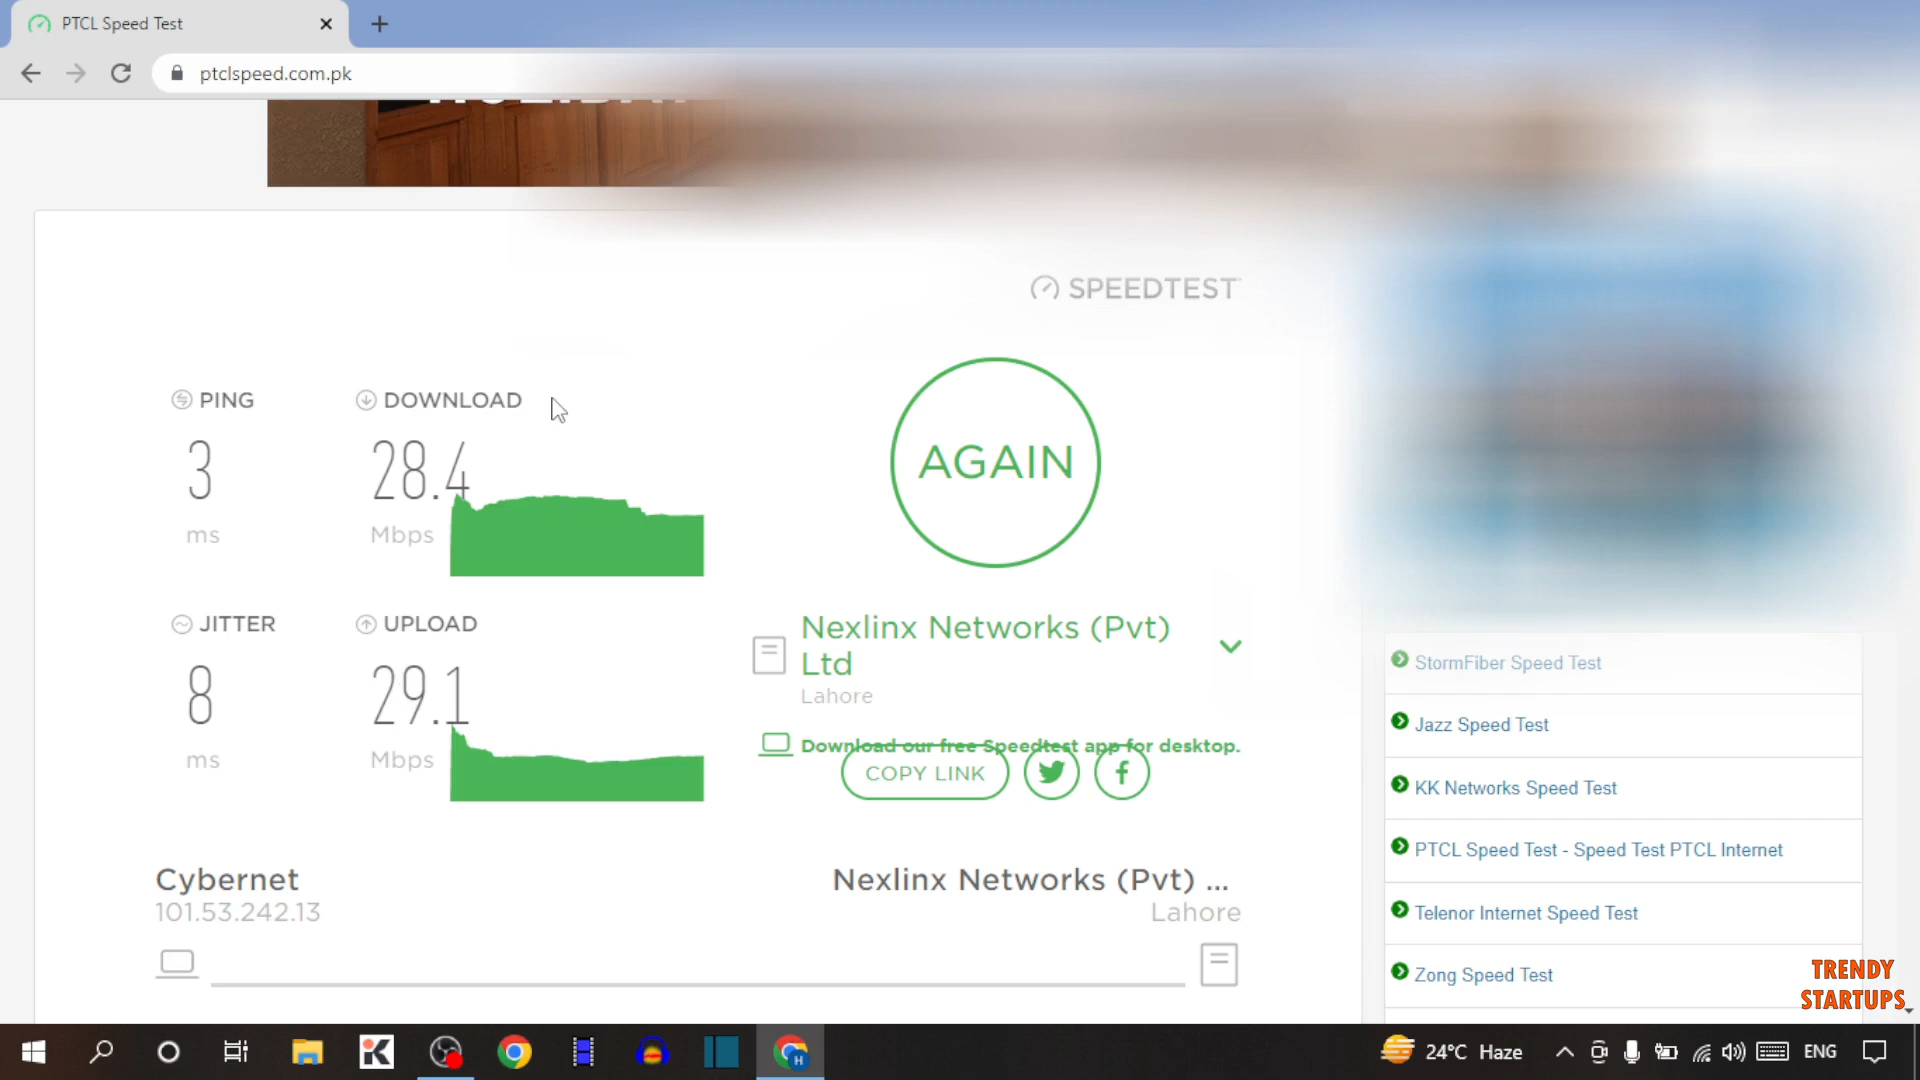 PTCL Speed Test
ptclspeed.com.pk
SPEEDTEST
PING
DOWNLOAD
3
28.4
ms
Mbps
AGAIN
JITTER
UPLOAD
8
29.1
ms
Mbps
Nexlinx Networks (Pvt)
Ltd
Lahore
Download our free Speedtest app for desktop.
COPY LINK
Cybernet
101.53.242.13
Nexlinx Networks (Pvt) ...
Lahore
StormFiber Speed Test
Jazz Speed Test
KK Networks Speed Test
PTCL Speed Test - Speed Test PTCL Internet
Telenor Internet Speed Test
Zong Speed Test
TRENDY
STARTUPS
24°C Haze
ENG